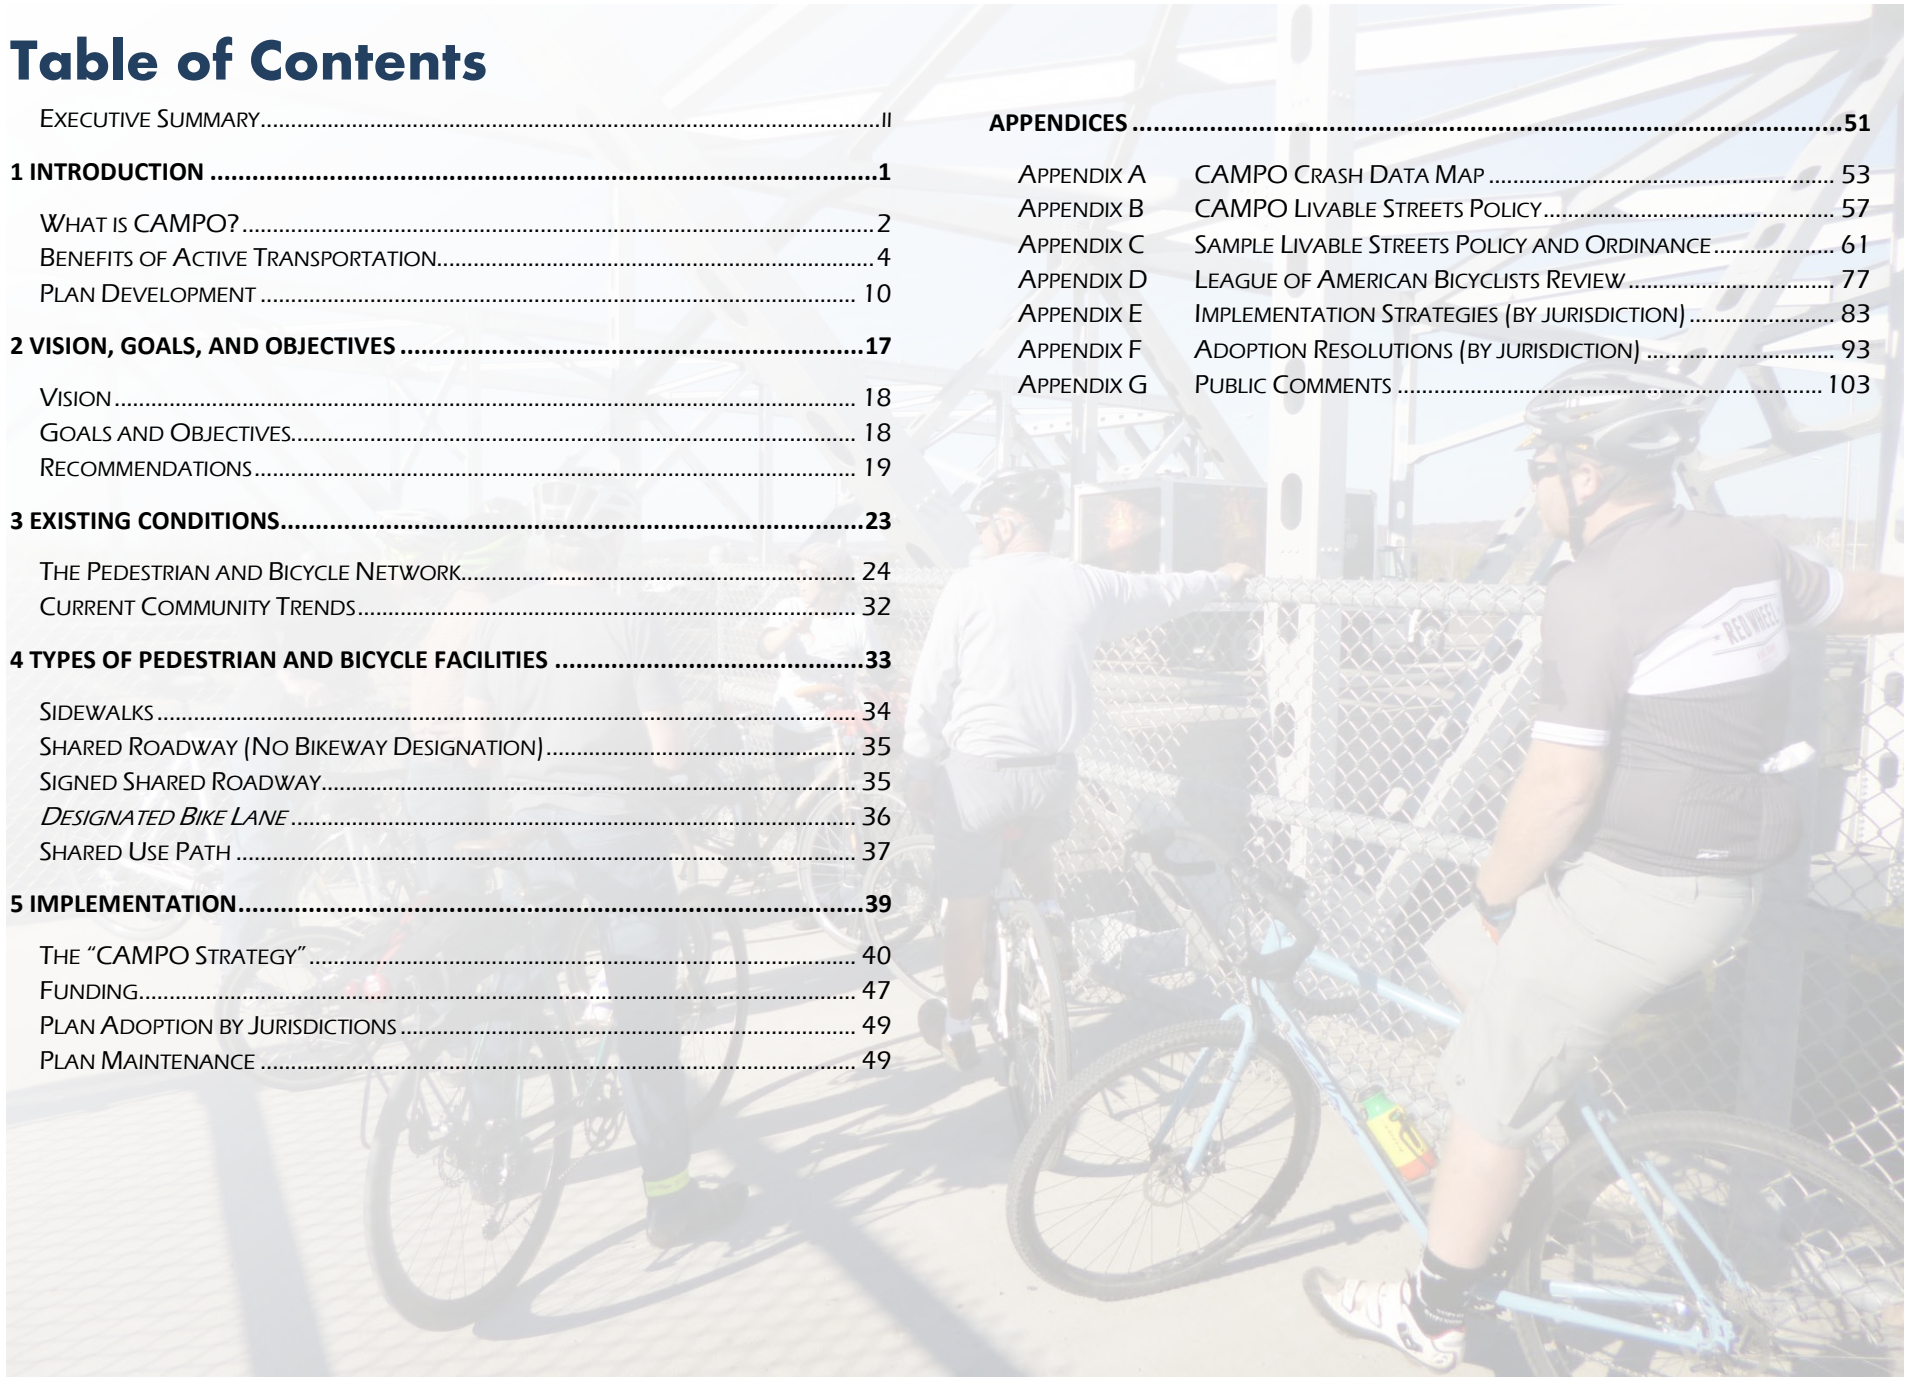 Table of Contents
EXECUTIVE SUMMARY....................II
1 INTRODUCTION ....................1
WHAT IS CAMPO?....................2
BENEFITS OF ACTIVE TRANSPORTATION....................4
PLAN DEVELOPMENT .................... 10
2 VISION, GOALS, AND OBJECTIVES ....................17
VISION .................... 18
GOALS AND OBJECTIVES.................... 18
RECOMMENDATIONS .................... 19
3 EXISTING CONDITIONS....................23
THE PEDESTRIAN AND BICYCLE NETWORK.................... 24
CURRENT COMMUNITY TRENDS .................... 32
4 TYPES OF PEDESTRIAN AND BICYCLE FACILITIES ....................33
SIDEWALKS .................... 34
SHARED ROADWAY (NO BIKEWAY DESIGNATION) .................... 35
SIGNED SHARED ROADWAY.................... 35
DESIGNATED BIKE LANE .................... 36
SHARED USE PATH .................... 37
5 IMPLEMENTATION....................39
THE “CAMPO STRATEGY” .................... 40
FUNDING.................... 47
PLAN ADOPTION BY JURISDICTIONS .................... 49
PLAN MAINTENANCE .................... 49
APPENDICES ....................51
APPENDIX A CAMPO CRASH DATA MAP .................... 53
APPENDIX B CAMPO LIVABLE STREETS POLICY.................... 57
APPENDIX C SAMPLE LIVABLE STREETS POLICY AND ORDINANCE.................... 61
APPENDIX D LEAGUE OF AMERICAN BICYCLISTS REVIEW .................... 77
APPENDIX E IMPLEMENTATION STRATEGIES (BY JURISDICTION) .................... 83
APPENDIX F ADOPTION RESOLUTIONS (BY JURISDICTION) .................... 93
APPENDIX G PUBLIC COMMENTS .................... 103
REDWHEEL